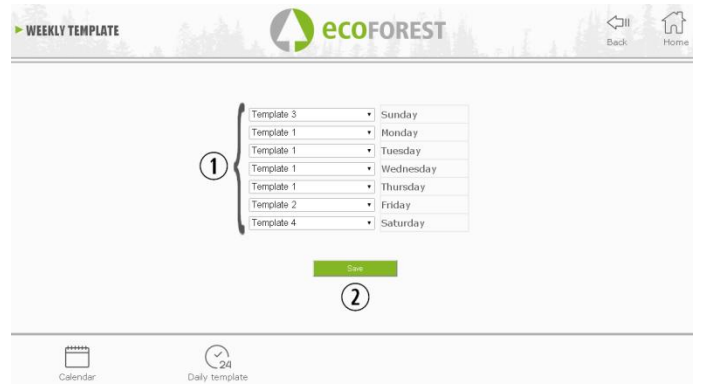 WEEKLY TEMPLATE
ecoFOREST
Back
Home
Template 3 Sunday
Template 1 Monday
Template 1 Tuesday
1
Template 1 Wednesday
Template 1 Thursday
Template 2 Friday
Template 4 Saturday
Save
2
Calendar
24
Daily template